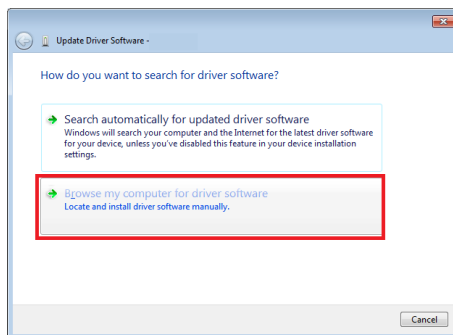 Update Driver Software -
How do you want to search for driver software?
Search automatically for updated driver software
Windows will search your computer and the Internet for the latest driver software
for your device, unless you've disabled this feature in your device installation
settings.
Browse my computer for driver software
Locate and install driver software manually.
Cancel